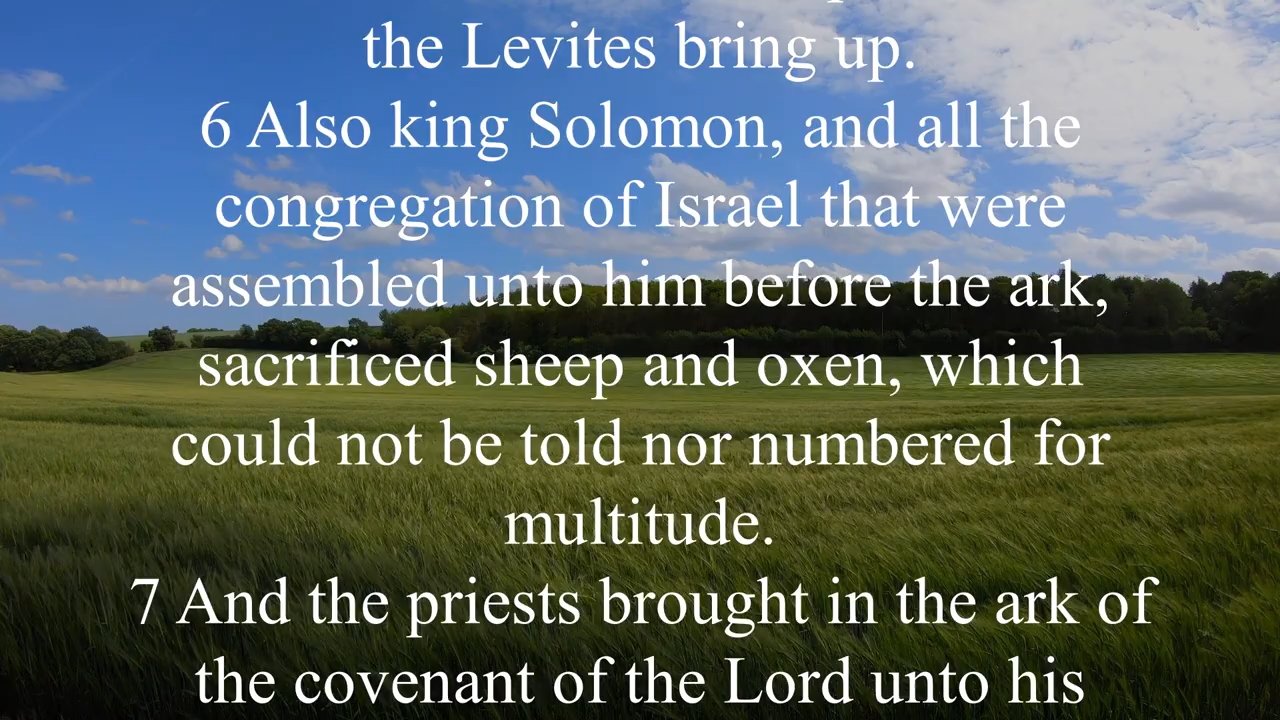 the Levites bring up.
6 Also king Solomon, and all the
congregation of Israel that were
assembled unto him before the ark,
sacrificed sheep and oxen, which
could not be told nor numbered for
multitude.
7 And the priests brought in the ark of
the covenant of the Lord unto his